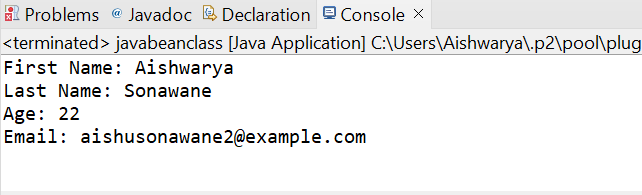 Problems @ Javadoc Declaration Console ×
<terminated> javabeanclass [Java Application] C:\Users\Aishwarya\.p2\pool\plug
First Name: Aishwarya
Last Name: Sonawane
Age: 22
Email: aishusonawane2@example.com